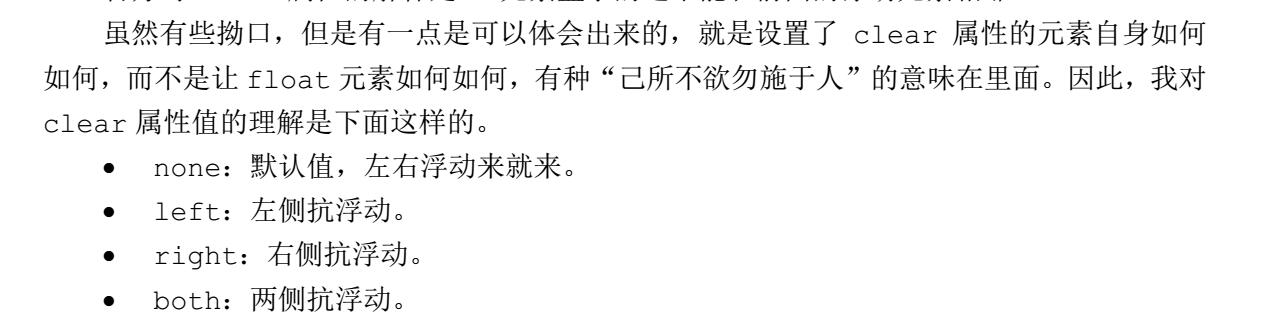 虽然有些拗口，但是有一点是可以体会出来的，就是设置了 clear 属性的元素自身如何
如何，而不是让 float 元素如何如何，有种“己所不欲勿施于人”的意味在里面。因此，我对
clear 属性值的理解是下面这样的。
• none：默认值，左右浮动来就来。
• left：左侧抗浮动。
• right：右侧抗浮动。
• both：两侧抗浮动。